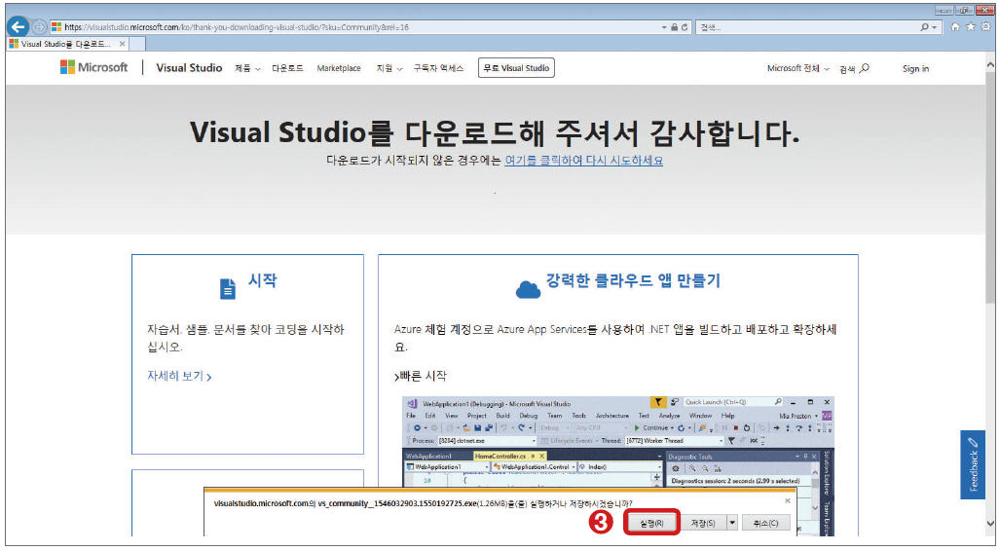 https://visualstudio.microsoft.com/ko/thank-you-downloading-visual-studio/?sku=Community&rel=16
검색...
Visual Studio를 다운로드...
Microsoft
Visual Studio 제품 다운로드 Marketplace 지원 구독자 액세스 무료 Visual Studio Microsoft 전체 검색 Sign in
Visual Studio를 다운로드해 주셔서 감사합니다.
다운로드가 시작되지 않은 경우에는 여기를 클릭하여 다시 시도하세요
시작
자습서, 샘플, 문서를 찾아 코딩을 시작하
십시오.
자세히 보기
강력한 클라우드 앱 만들기
Azure 체험 계정으로 Azure App Services를 사용하여 .NET 앱을 빌드하고 배포하고 확장하세
요.
빠른 시작
WebApplication1 (Debugging) - Microsoft Visual Studio Quick Launch (Ctrl+Q)
File Edit View Project Build Debug Team Tools Architecture Test Analyze Window Help Mia Preston MP
Debug Any CPU Continue
Process: [8284] dotnet.exe Lifecycle Events Thread: [6772] Worker Thread
WebApplication1 HomeController.cs Diagnostic Tools
WebApplication1 WebApplication1.Control Index()
10 { Diagnostics session: 2 seconds (2.99 s selected)
Solution Explorer
Team Explo
Feedback
visualstudio.microsoft.com의 vs_community__1546032903.1550192725.exe(1.26MB)을(를) 실행하거나 저장하시겠습니까?
3 실행(R) 저장(S) 취소(C)